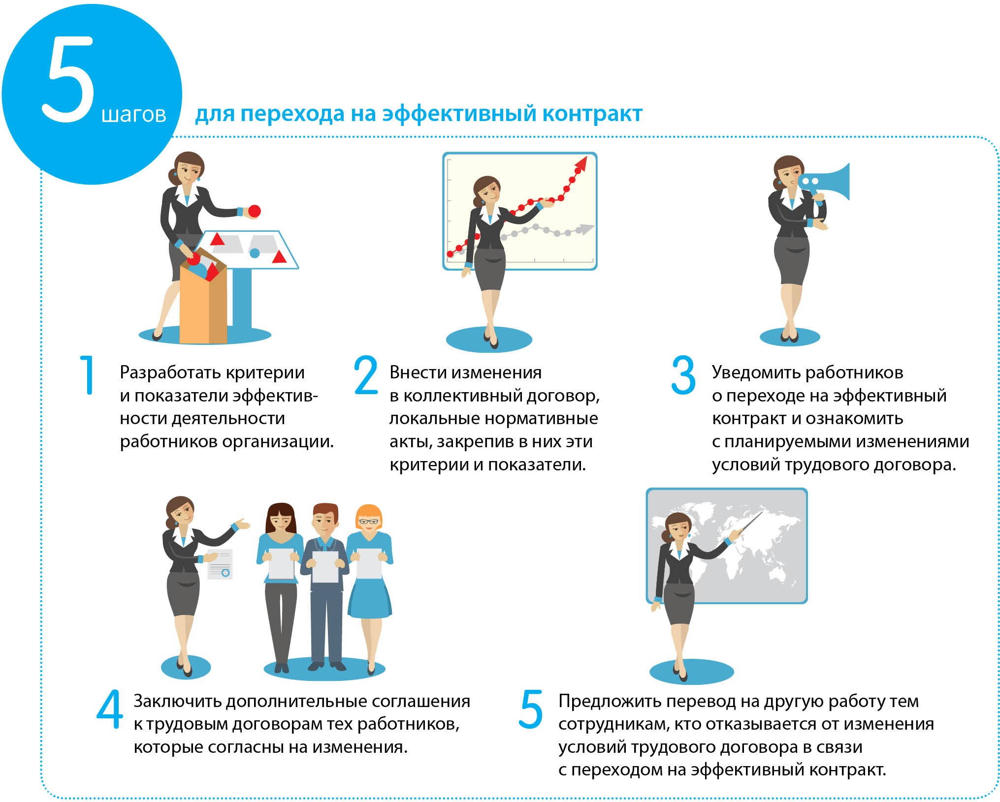 5
шагов
для перехода на эффективный контракт
1
Разработать критерии
и показатели эффектив-
ности деятельности
работников организации.
2
Внести изменения
в коллективный договор,
локальные нормативные
акты, закрепив в них эти
критерии и показатели.
3
Уведомить работников
о переходе на эффективный
контракт и ознакомить
с планируемыми изменениями
условий трудового договора.
4
Заключить дополнительные соглашения
к трудовым договорам тех работников,
которые согласны на изменения.
5
Предложить перевод на другую работу тем
сотрудникам, кто отказывается от изменения
условий трудового договора в связи
с переходом на эффективный контракт.